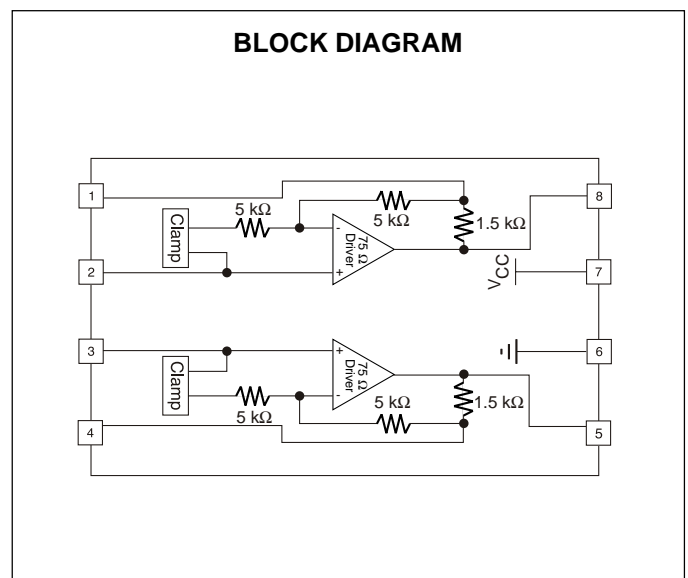 BLOCK DIAGRAM
1
8
5 kΩ
5 kΩ
1.5 kΩ
Clamp
-
75 Ω
Driver
+
2
VCC
7
3
+
75 Ω
Driver
-
6
Clamp
5 kΩ
5 kΩ
1.5 kΩ
4
5